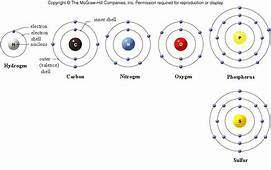 Copyright © The McGraw-Hill Companies, Inc. Permission required for reproduction or display.
electron
electron
shell
nucleus
inner shell
outer
(valence)
shell
H
C
N
O
P
Hydrogen
Carbon
Nitrogen
Oxygen
Phosphorus
S
Sulfur